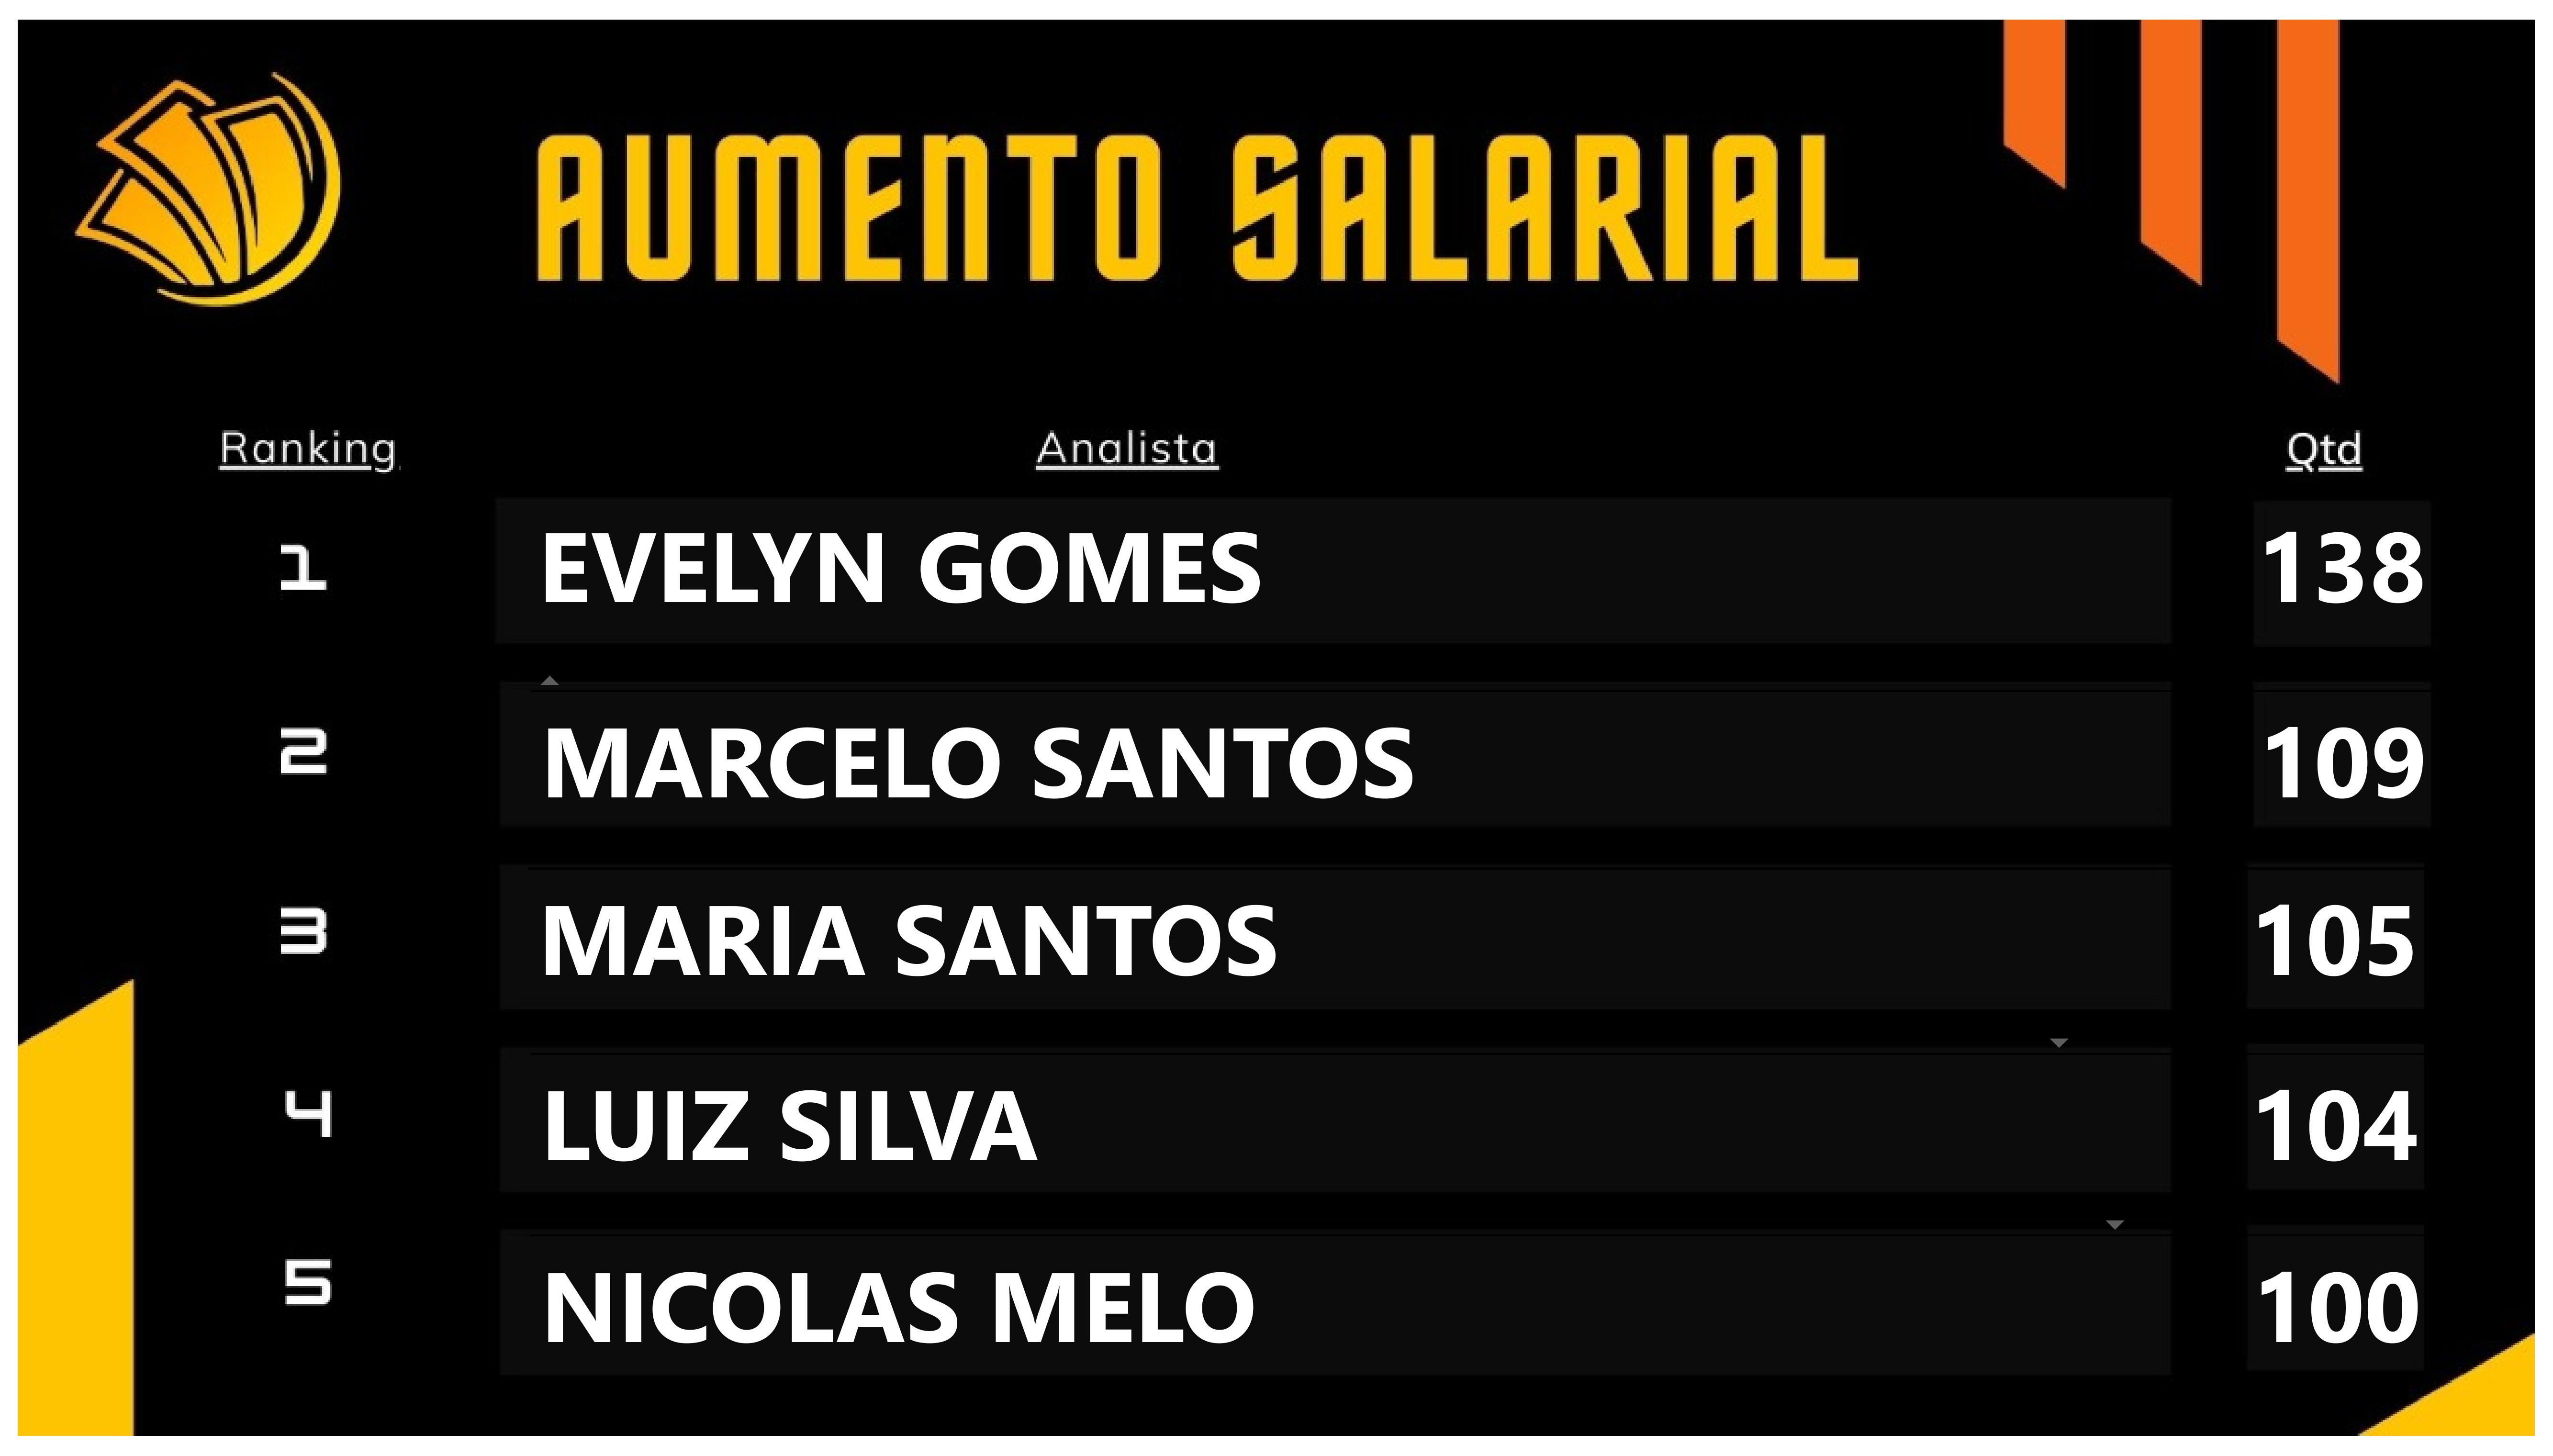 AUMENTO SALARIAL
Ranking Analista Qtd
1 EVELYN GOMES 138
2 MARCELO SANTOS 109
3 MARIA SANTOS 105
4 LUIZ SILVA 104
5 NICOLAS MELO 100